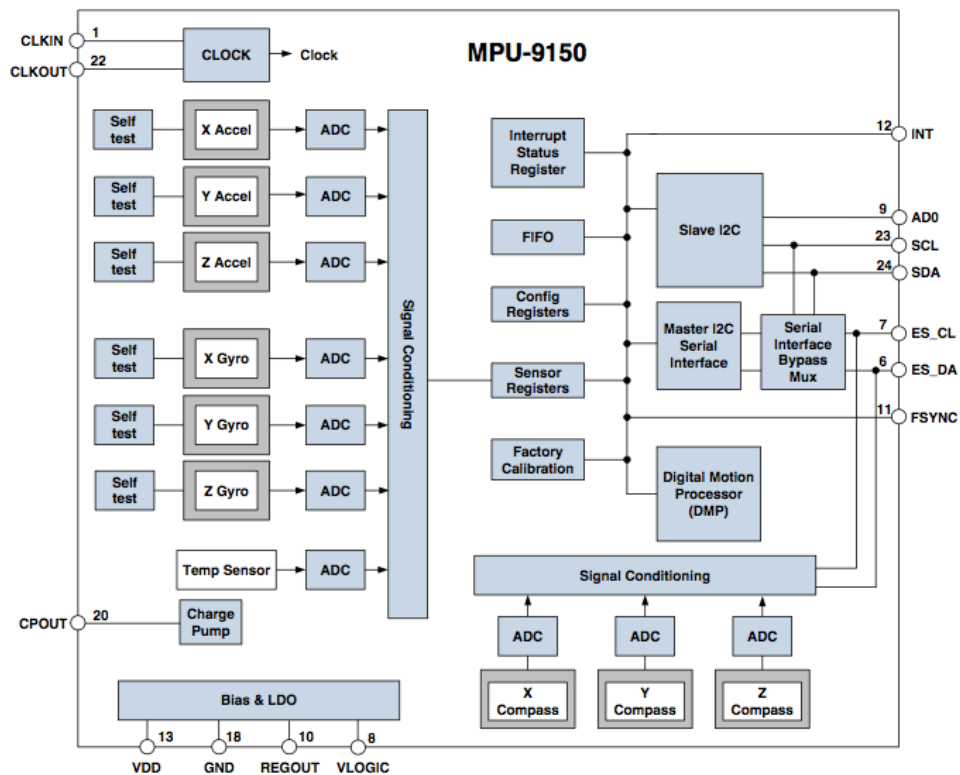 MPU-9150
CLKIN
1
CLKOUT
22
CLOCK
Clock
Self
test
X Accel
ADC
Self
test
Y Accel
ADC
Self
test
Z Accel
ADC
Self
test
X Gyro
ADC
Self
test
Y Gyro
ADC
Self
test
Z Gyro
ADC
Temp Sensor
ADC
Signal Conditioning
CPOUT
20
Charge
Pump
Bias & LDO
13
VDD
18
GND
10
REGOUT
8
VLOGIC
Interrupt
Status
Register
FIFO
Config
Registers
Sensor
Registers
Factory
Calibration
Slave I2C
Master I2C
Serial
Interface
Serial
Interface
Bypass
Mux
Digital Motion
Processor
(DMP)
12
INT
9
AD0
23
SCL
24
SDA
7
ES_CL
6
ES_DA
11
FSYNC
Signal Conditioning
ADC
ADC
ADC
X
Compass
Y
Compass
Z
Compass